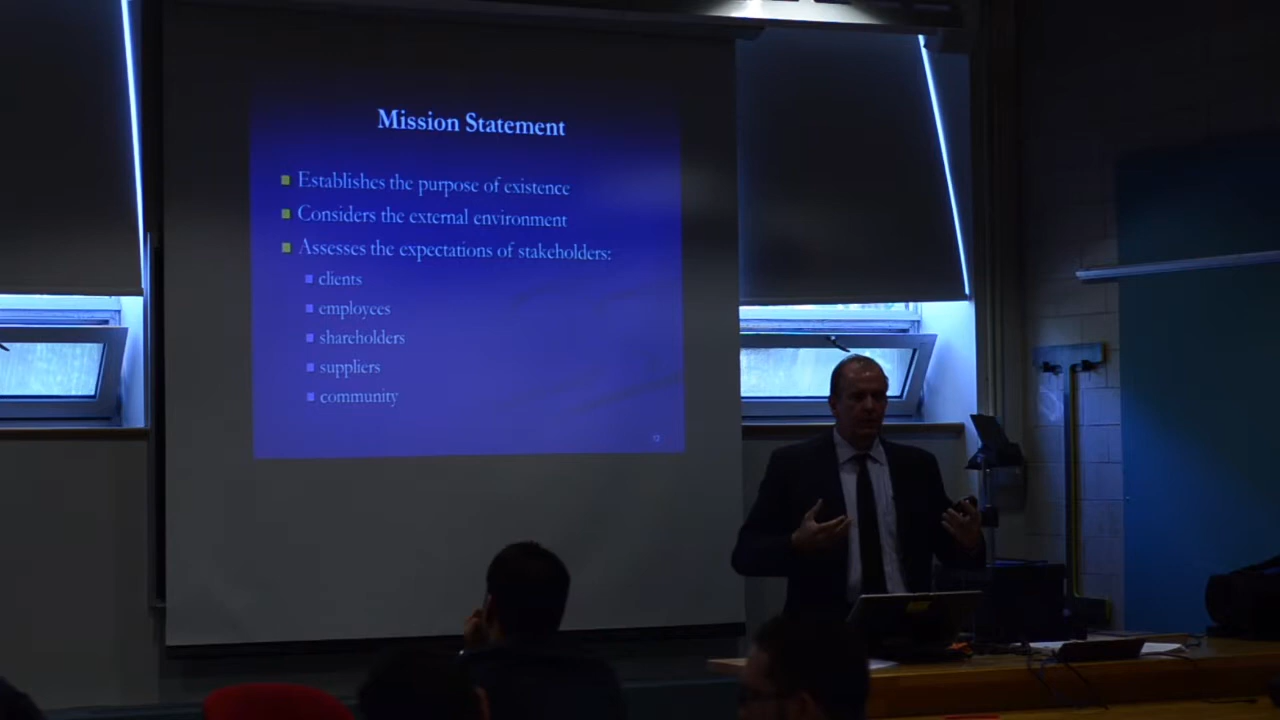 Mission Statement
Establishes the purpose of existence
Considers the external environment
Assesses the expectations of stakeholders:
clients
employees
shareholders
suppliers
community